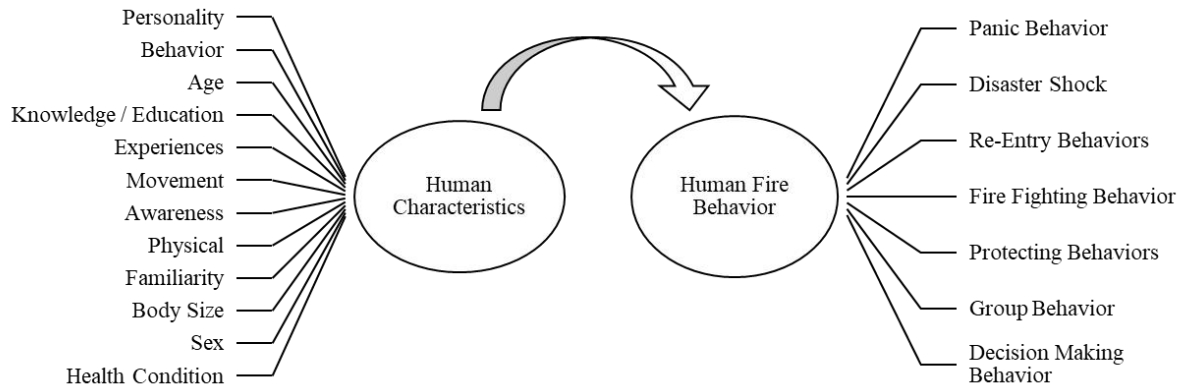 Personality
Behavior
Age
Knowledge / Education
Experiences
Movement
Awareness
Physical
Familiarity
Body Size
Sex
Health Condition
Human
Characteristics
Human Fire
Behavior
Panic Behavior
Disaster Shock
Re-Entry Behaviors
Fire Fighting Behavior
Protecting Behaviors
Group Behavior
Decision Making
Behavior